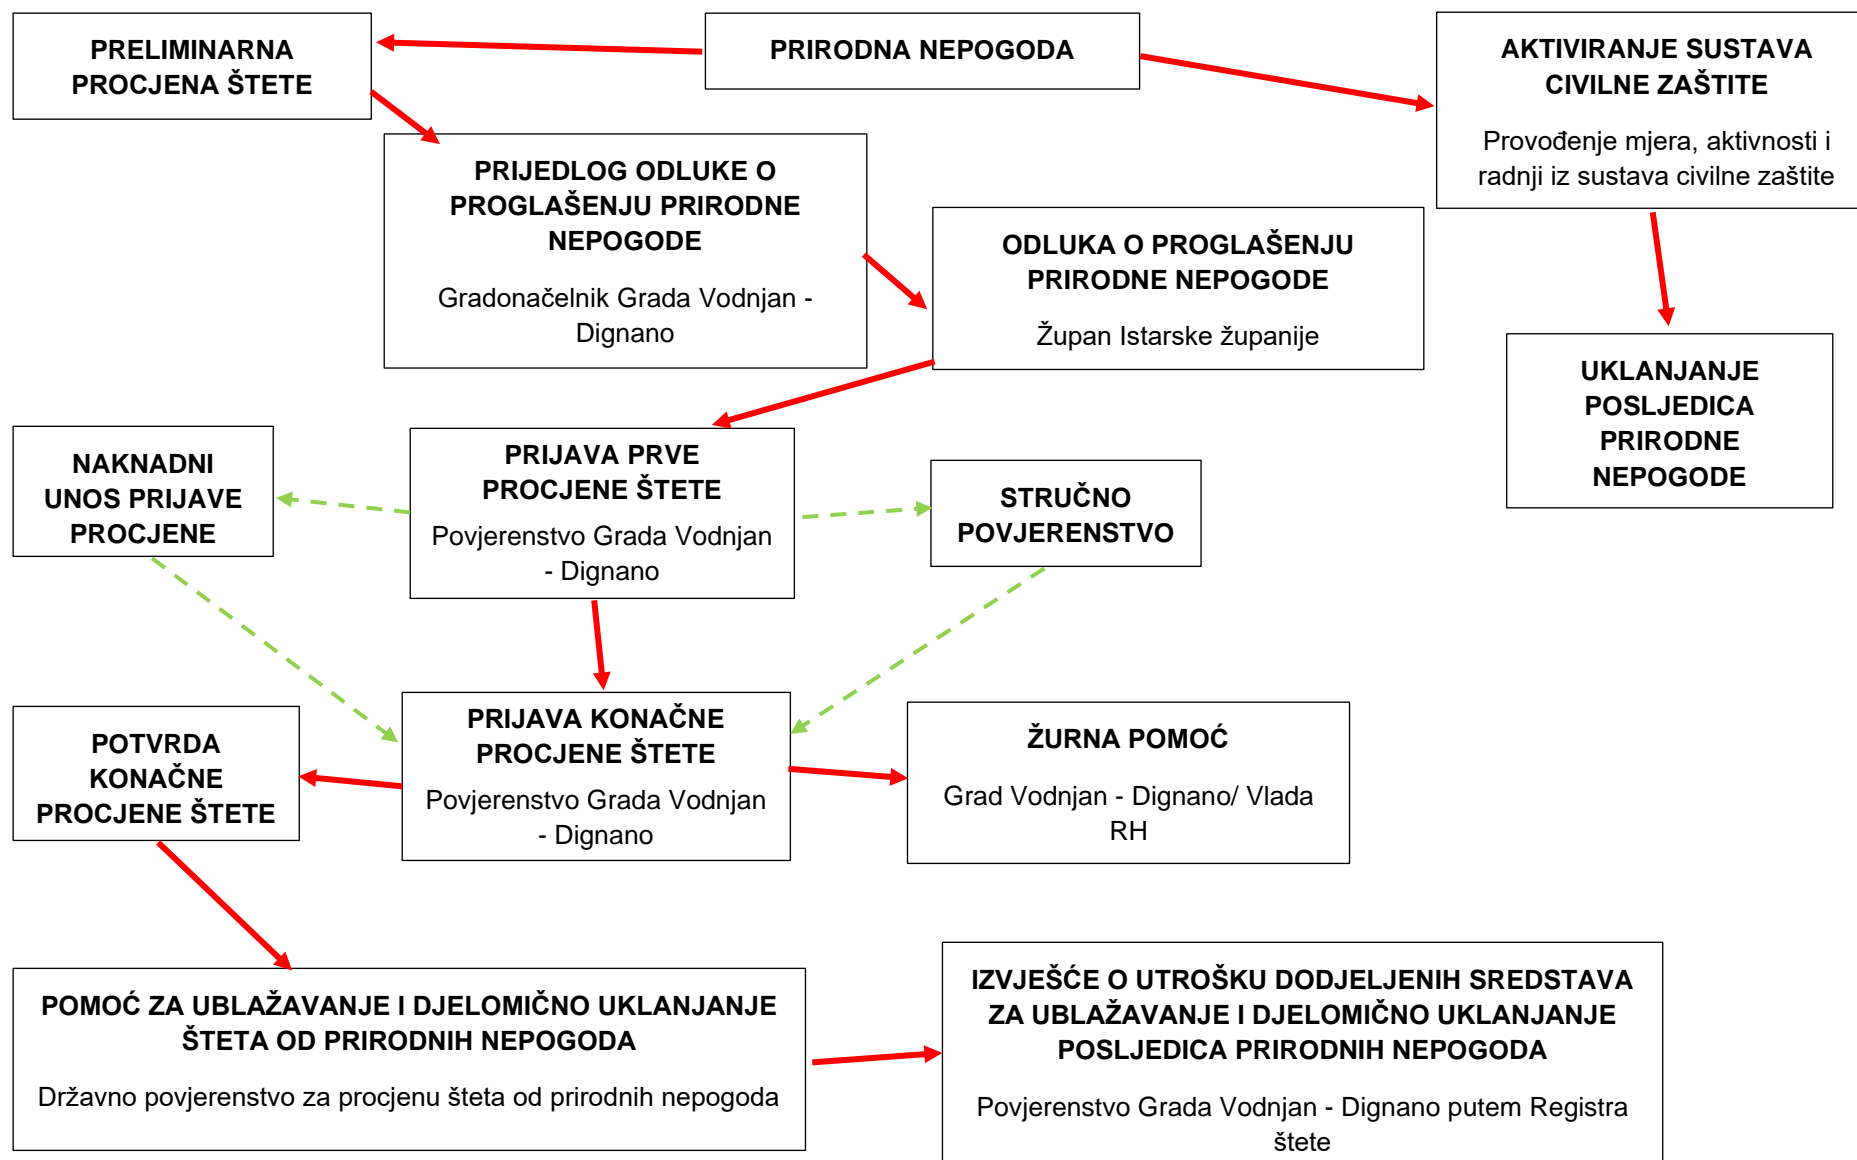 PRELIMINARNA
PROCJENA ŠTETE
PRIRODNA NEPOGODA
AKTIVIRANJE SUSTAVA
CIVILNE ZAŠTITE
Provođenje mjera, aktivnosti i
radnji iz sustava civilne zaštite
PRIJEDLOG ODLUKE O
PROGLAŠENJU PRIRODNE
NEPOGODE
Gradonačelnik Grada Vodnjan -
Dignano
ODLUKA O PROGLAŠENJU
PRIRODNE NEPOGODE
Župan Istarske županije
UKLANJANJE
POSLJEDICA
PRIRODNE
NEPOGODE
NAKNADNI
UNOS PRIJAVE
PROCJENE
PRIJAVA PRVE
PROCJENE ŠTETE
Povjerenstvo Grada Vodnjan
- Dignano
STRUČNO
POVJERENSTVO
POTVRDA
KONAČNE
PROCJENE ŠTETE
PRIJAVA KONAČNE
PROCJENE ŠTETE
Povjerenstvo Grada Vodnjan
- Dignano
ŽURNA POMOĆ
Grad Vodnjan - Dignano/ Vlada
RH
POMOĆ ZA UBLAŽAVANJE I DJELOMIČNO UKLANJANJE
ŠTETA OD PRIRODNIH NEPOGODA
Državno povjerenstvo za procjenu šteta od prirodnih nepogoda
IZVJEŠĆE O UTROŠKU DODJELJENIH SREDSTAVA
ZA UBLAŽAVANJE I DJELOMIČNO UKLANJANJE
POSLJEDICA PRIRODNIH NEPOGODA
Povjerenstvo Grada Vodnjan - Dignano putem Registra
štete